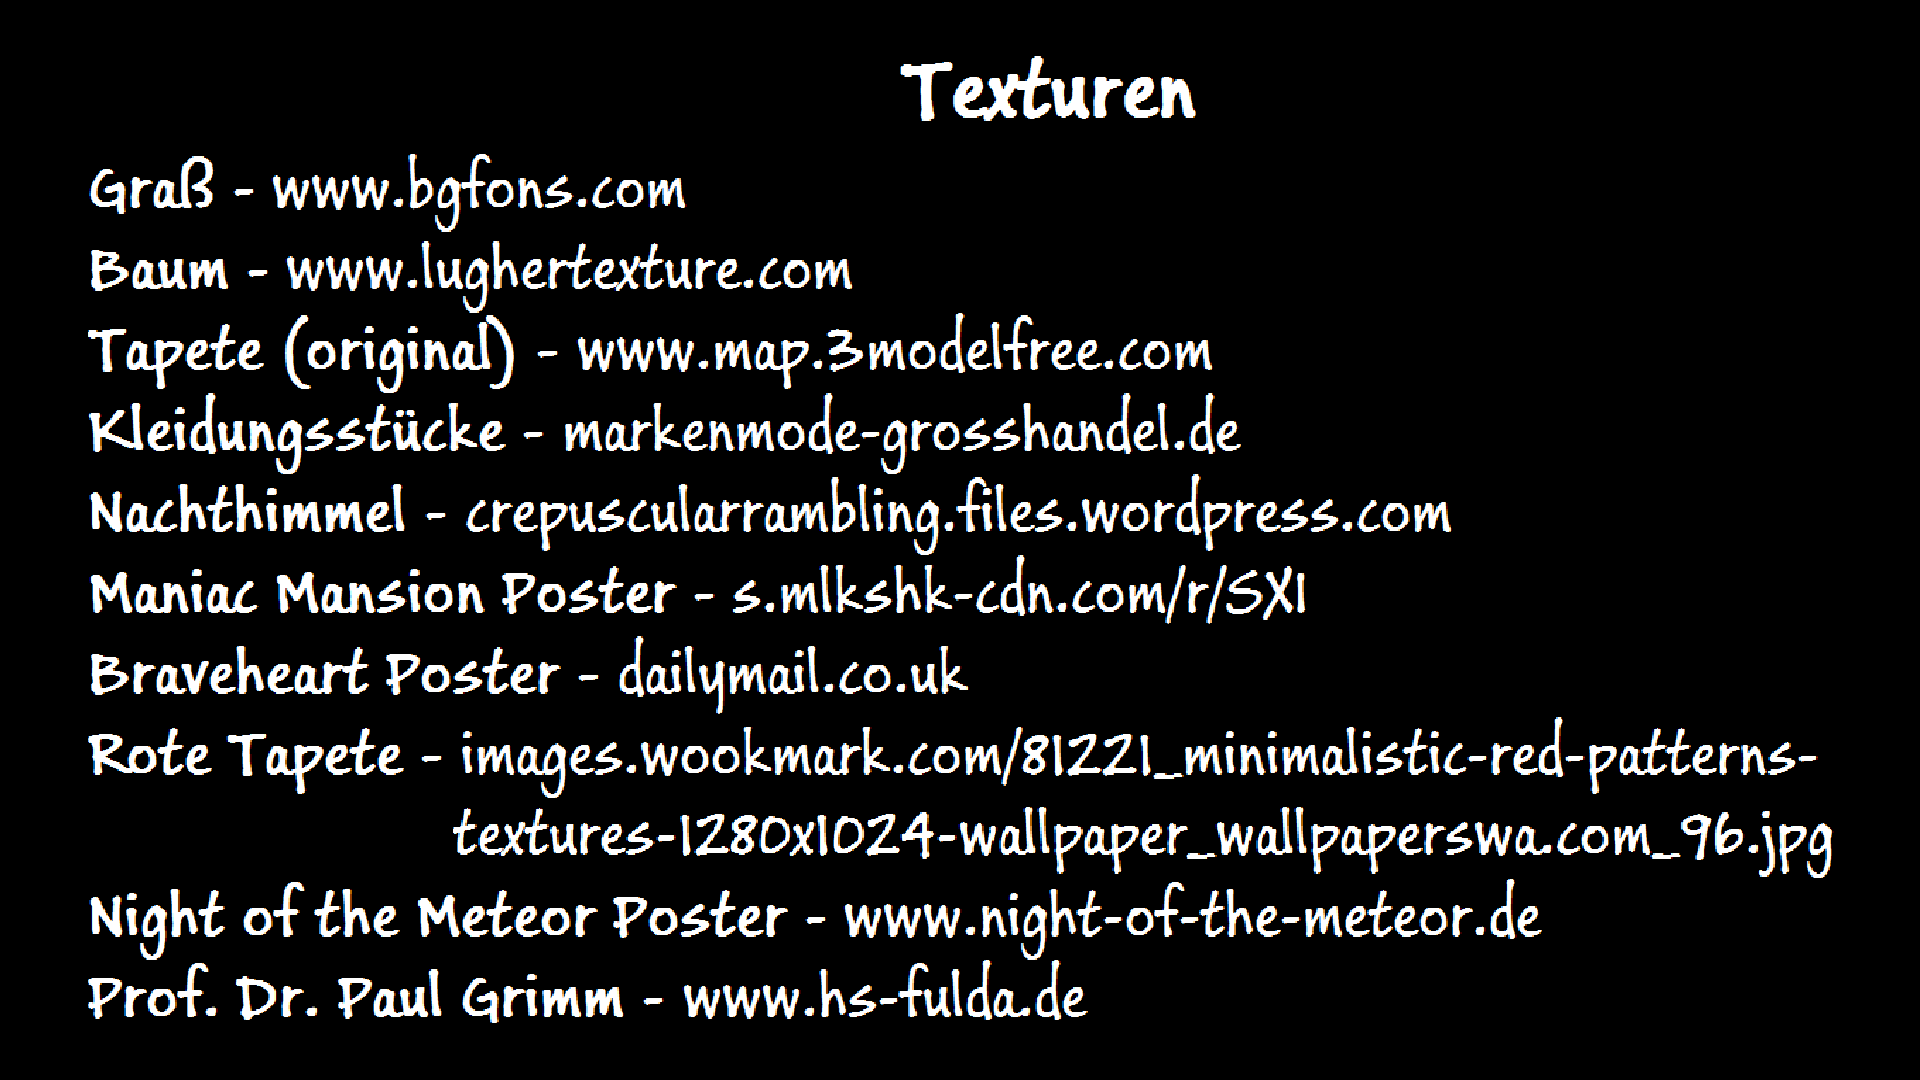 Texturen
Graß - www.bgfons.com
Baum - www.lughertexture.com
Tapete (original) - www.map.3modelfree.com
Kleidungsstücke - markenmode-grosshandel.de
Nachthimmel - crepuscularrambling.files.wordpress.com
Maniac Mansion Poster - s.mlkshk-cdn.com/r/SX1
Braveheart Poster - dailymail.co.uk
Rote Tapete - images.wookmark.com/81221_minimalistic-red-patterns-
textures-1280x1024-wallpaper_wallpaperswa.com_96.jpg
Night of the Meteor Poster - www.night-of-the-meteor.de
Prof. Dr. Paul Grimm - www.hs-fulda.de